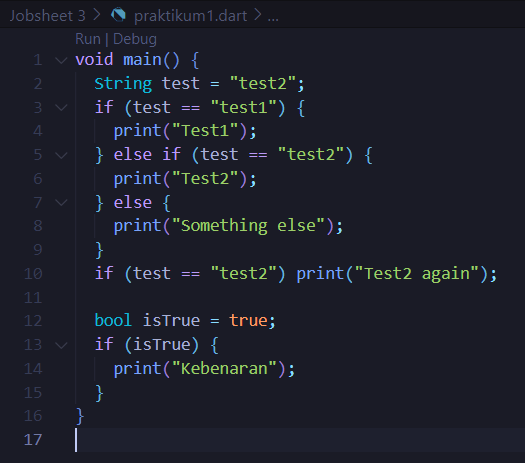 Jobsheet 3 > praktikum1.dart > ...
Run | Debug
1 void main() {
2   String test = "test2";
3   if (test == "test1") {
4     print("Test1");
5   } else if (test == "test2") {
6     print("Test2");
7   } else {
8     print("Something else");
9   }
10   if (test == "test2") print("Test2 again");
11
12   bool isTrue = true;
13   if (isTrue) {
14     print("Kebenaran");
15   }
16 }
17